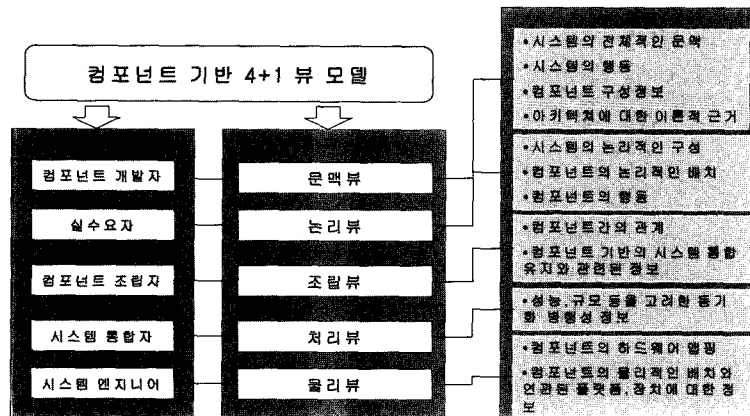 컴포넌트 기반 4+1 뷰 모델
컴포넌트 개발자
실수요자
컴포넌트 조립자
시스템 통합자
시스템 엔지니어
문맥뷰
논리뷰
조립뷰
처리뷰
물리뷰
•시스템의 전체적인 문맥
•시스템의 행동
•컴포넌트 구성정보
•아키텍쳐에 대한 이론적 근거
•시스템의 논리적인 구성
•컴포넌트의 논리적인 배치
•컴포넌트의 행동
•컴포넌트간의 관계
•컴포넌트 기반의 시스템 통합
유지와 관련된 정보
•성능,규모 등을 고려한 동기
화 병행성 정보
•컴포넌트의 하드웨어 맵핑
•컴포넌트의 물리적인 배치와
연관된 플랫폼,장치에 대한 정
보